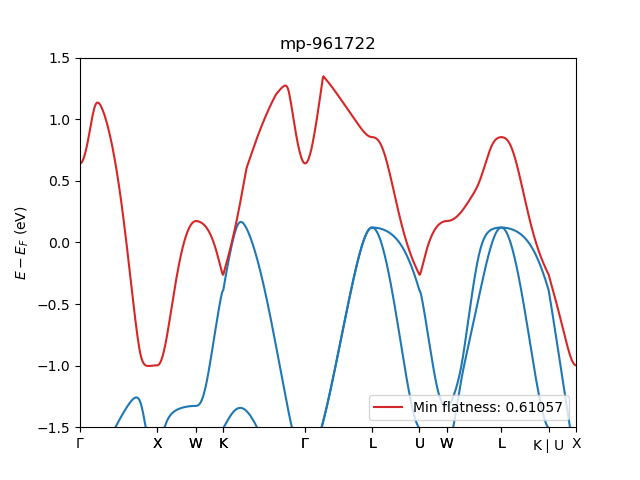 mp-961722
E − E_F (eV)
1.5
1.0
0.5
0.0
−0.5
−1.0
−1.5
Min flatness: 0.61057
Γ X W K Γ L U W L K | U X